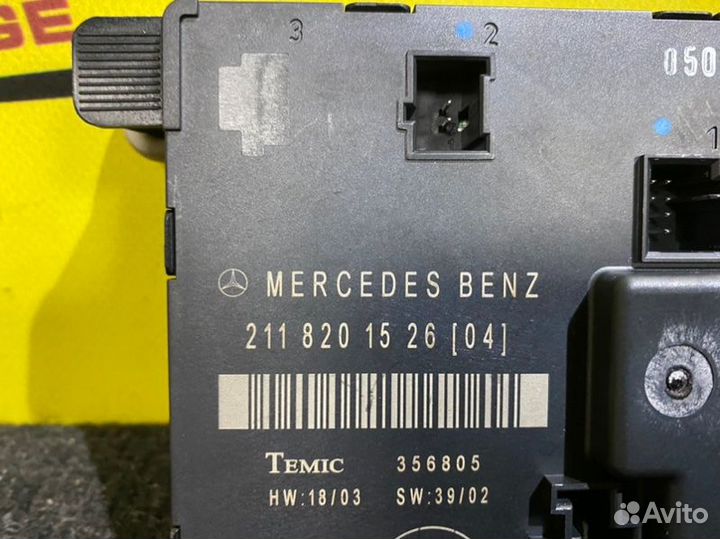 GE
3
2
050
1
MERCEDES BENZ
211 820 15 26 [04]
TEMIC 356805
HW:18/03 SW:39/02
Avito